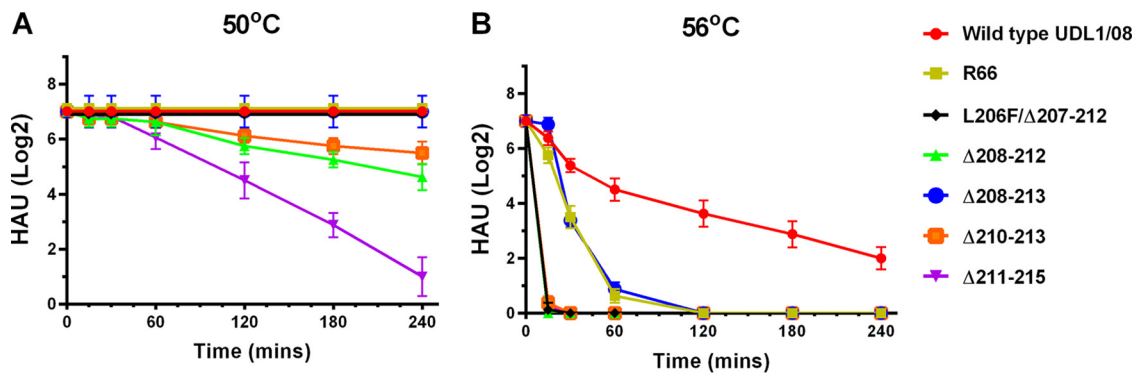 A
50°C
HAU (Log2)
8
6
4
2
0
0 60 120 180 240
Time (mins)
B
56°C
HAU (Log2)
8
6
4
2
0
0 60 120 180 240
Time (mins)
Wild type UDL1/08
R66
L206F/Δ207-212
Δ208-212
Δ208-213
Δ210-213
Δ211-215